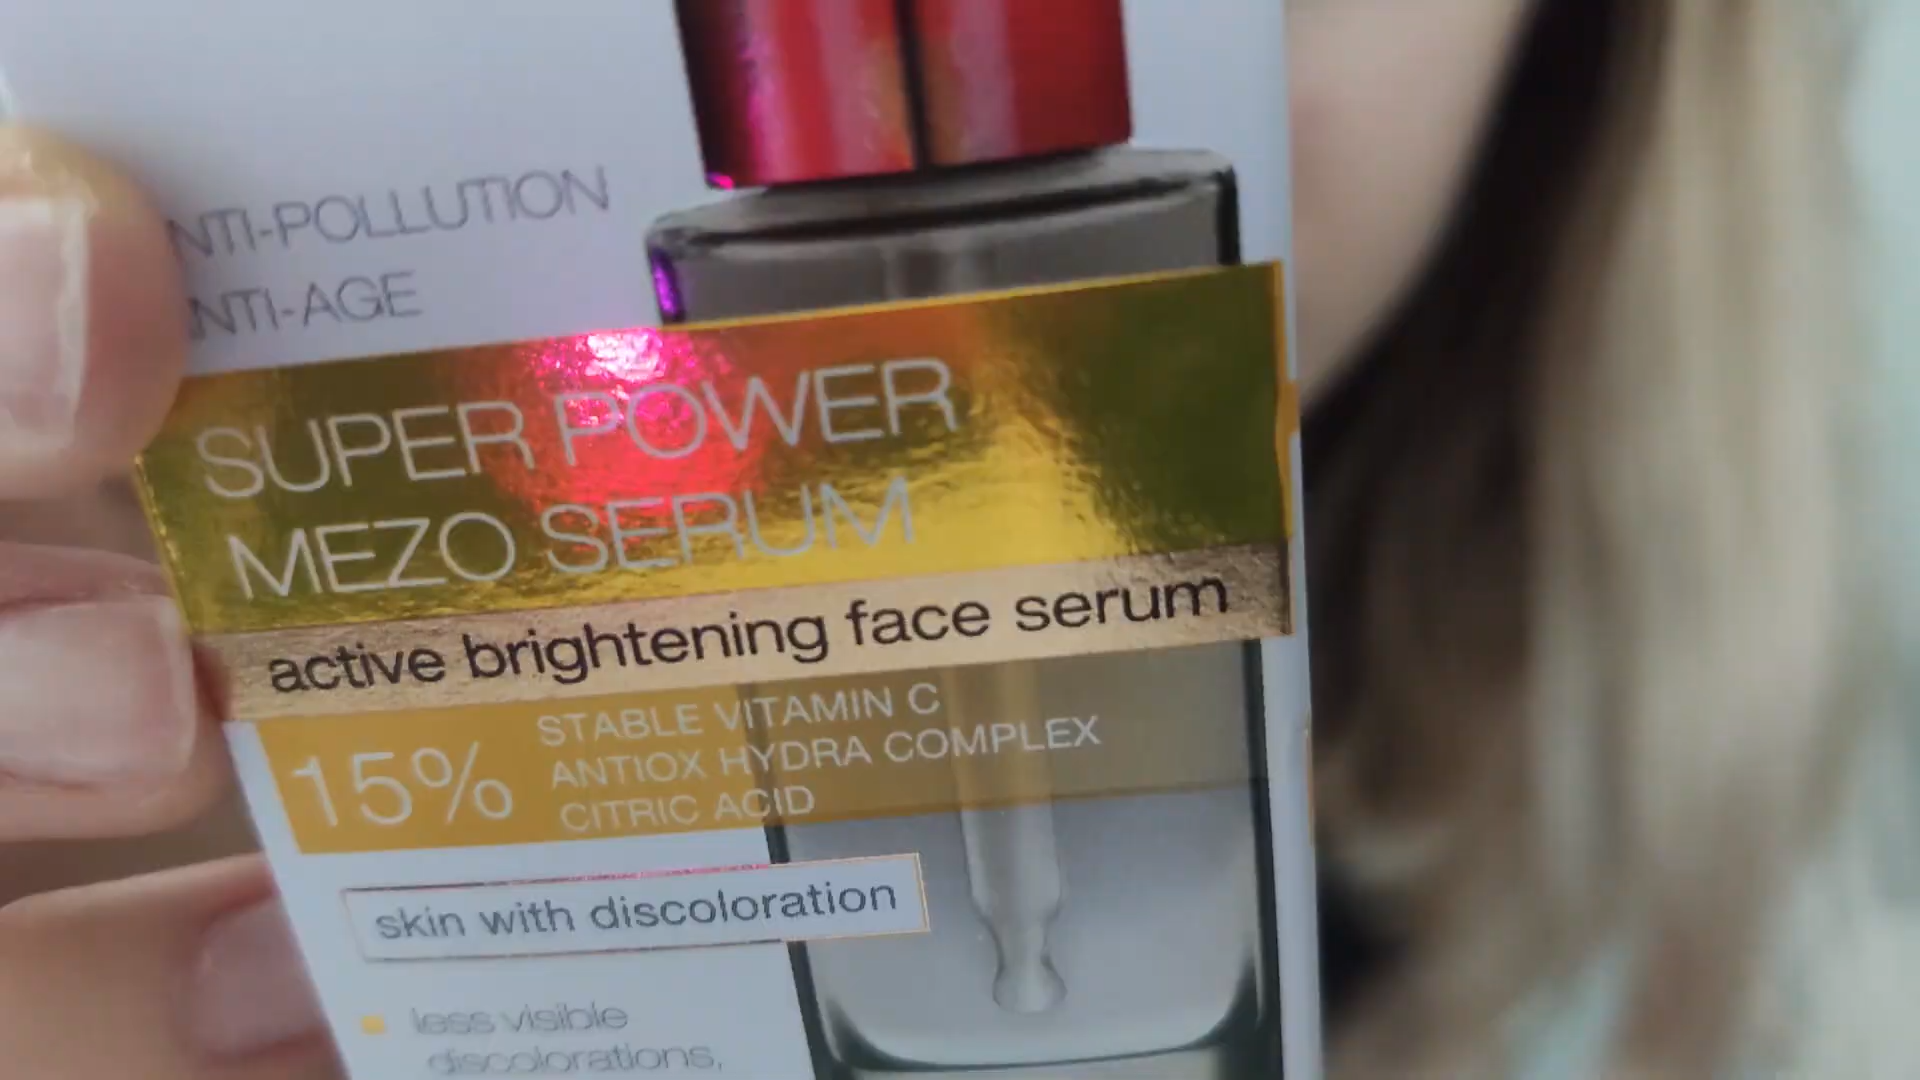 NTI-POLLUTION
NTI-AGE
SUPER POWER
MEZO SERUM
active brightening face serum
15%
STABLE VITAMIN C
ANTIOX HYDRA COMPLEX
CITRIC ACID
skin with discoloration
less visible
discolorations,